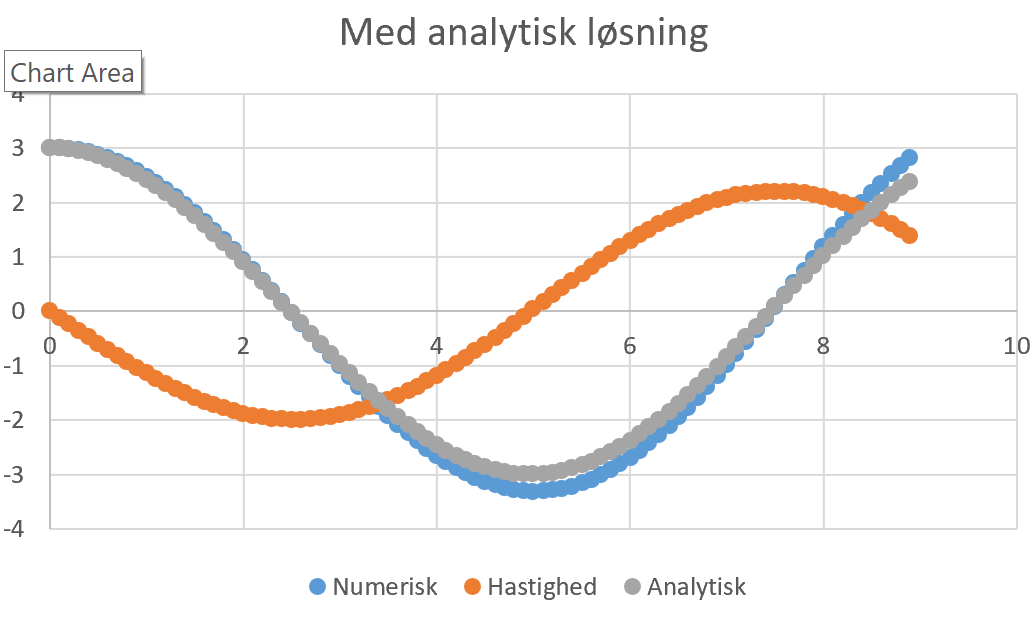 Med analytisk løsning
Chart Area
4
3
2
1
0
-1
-2
-3
-4
0 2 4 6 8 10
Numerisk Hastighed Analytisk